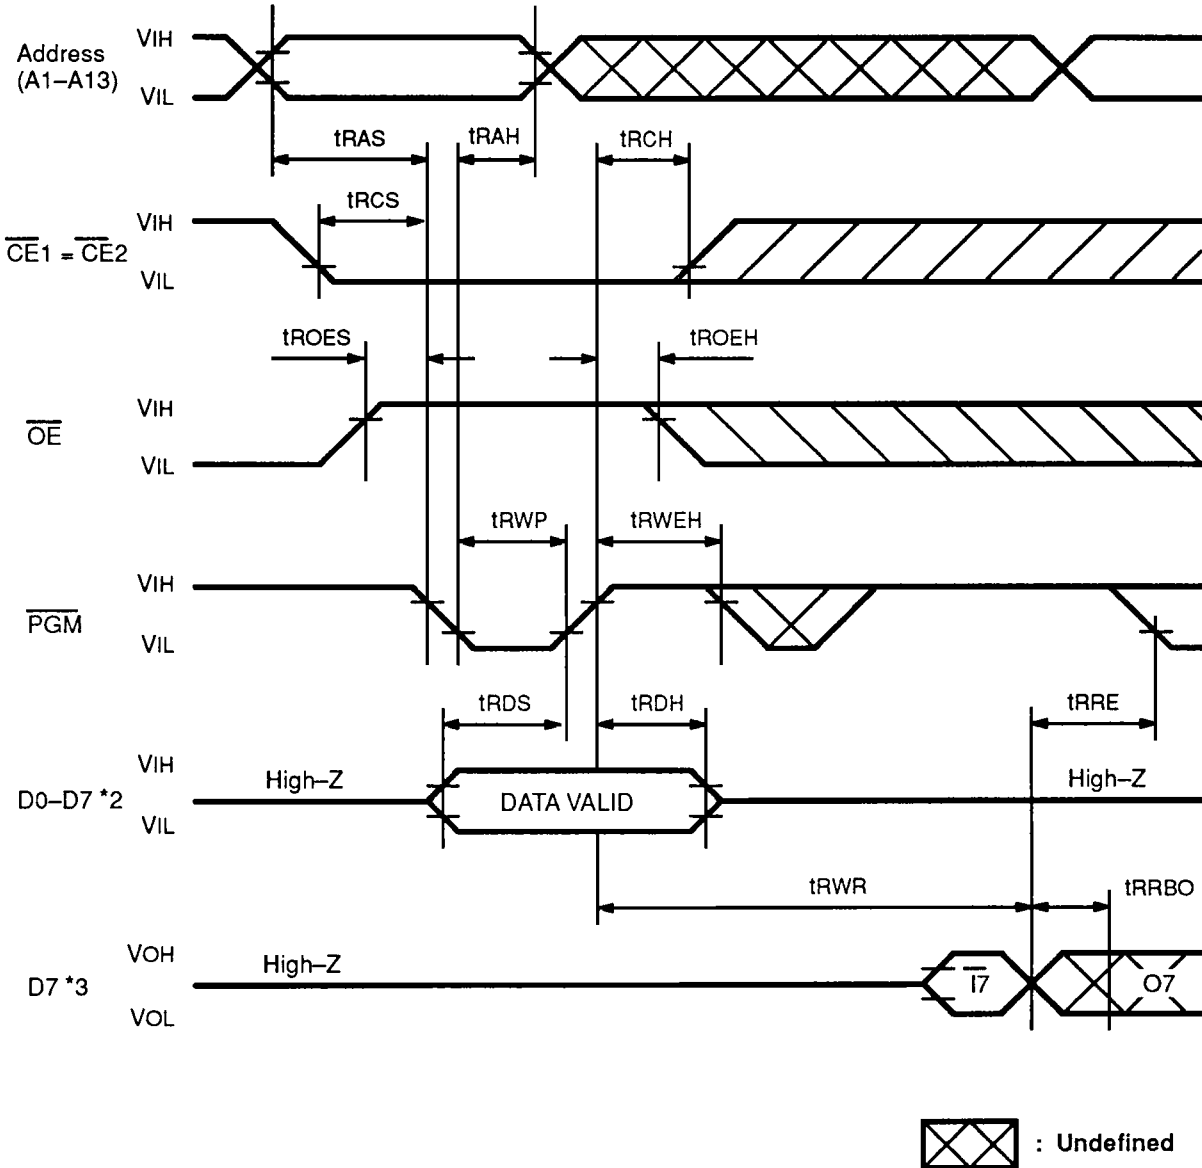 Address
(A1–A13)
VIH
VIL
tRAS
tRAH
tRCH
tRCS
VIH
CE1 = CE2
VIL
tROES
tROEH
VIH
OE
VIL
tRWP
tRWEH
VIH
PGM
VIL
tRDS
tRDH
tRRE
VIH
High–Z
High–Z
D0–D7 *2
DATA VALID
VIL
tRWR
tRRBO
VOH
High–Z
D7 *3
I7
O7
VOL
: Undefined